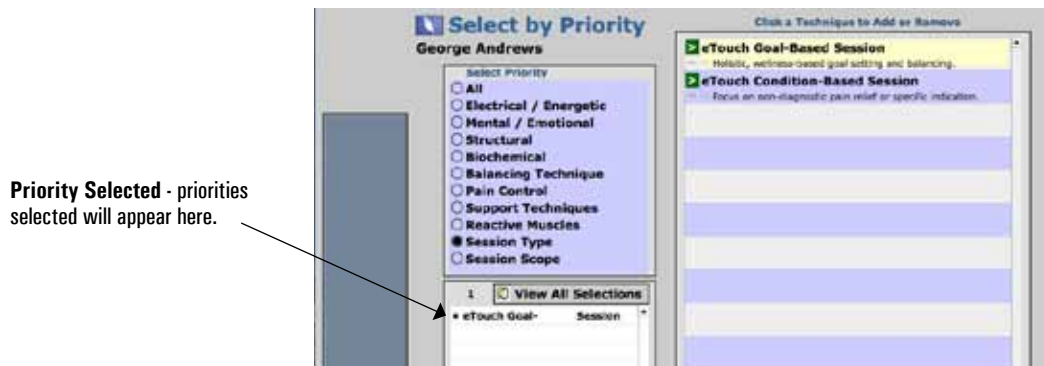 Select by Priority
George Andrews
Select Priority
All
Electrical / Energetic
Mental / Emotional
Structural
Biochemical
Balancing Technique
Pain Control
Support Techniques
Reactive Muscles
Session Type
Session Scope
1 View All Selections
• eTouch Goal- Session
Click a Technique to Add or Remove
eTouch Goal-Based Session
Holistic, wellness-based goal setting and balancing.
eTouch Condition-Based Session
Focus on non-diagnostic pain relief or specific indication.
Priority Selected - priorities
selected will appear here.